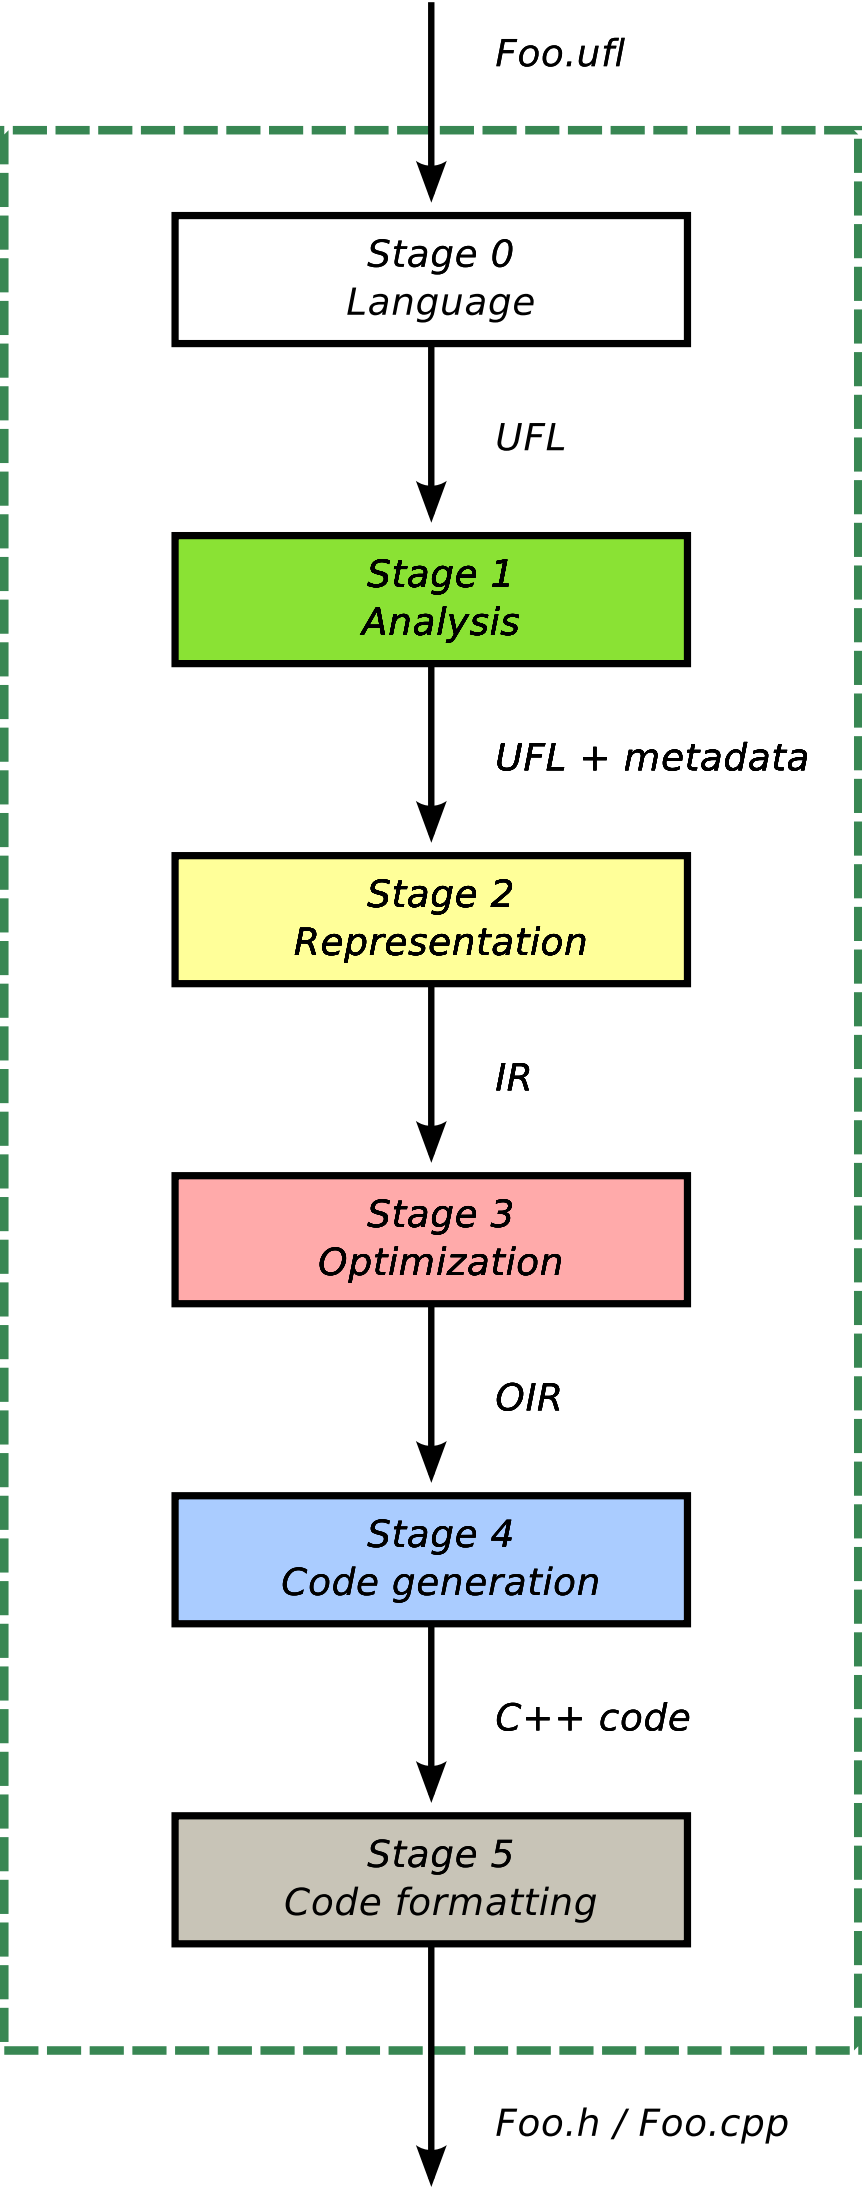 Foo.ufl
Stage 0
Language
UFL
Stage 1
Analysis
UFL + metadata
Stage 2
Representation
IR
Stage 3
Optimization
OIR
Stage 4
Code generation
C++ code
Stage 5
Code formatting
Foo.h / Foo.cpp